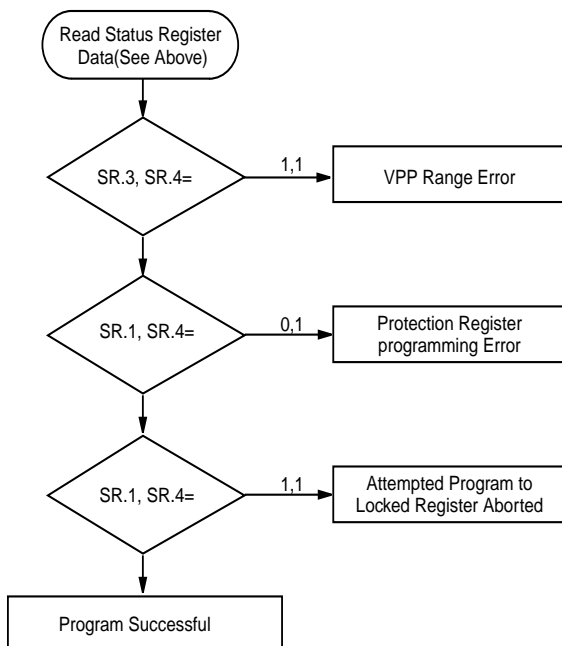 Read Status Register
Data(See Above)
SR.3, SR.4=
1,1
VPP Range Error
SR.1, SR.4=
0,1
Protection Register
programming Error
SR.1, SR.4=
1,1
Attempted Program to
Locked Register Aborted
Program Successful